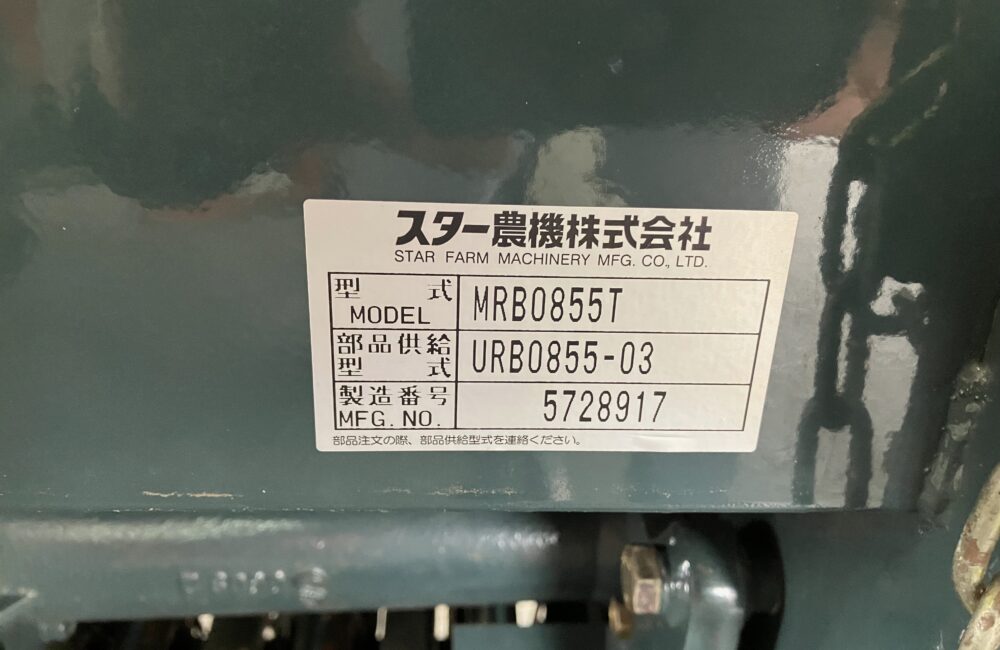 スター農機株式会社
STAR FARM MACHINERY MFG. CO., LTD.
型 式 MRB0855T
MODEL
部品供給 URB0855-03
型 式
製造番号 5728917
MFG. NO.
部品注文の際、部品供給型式を連絡ください。